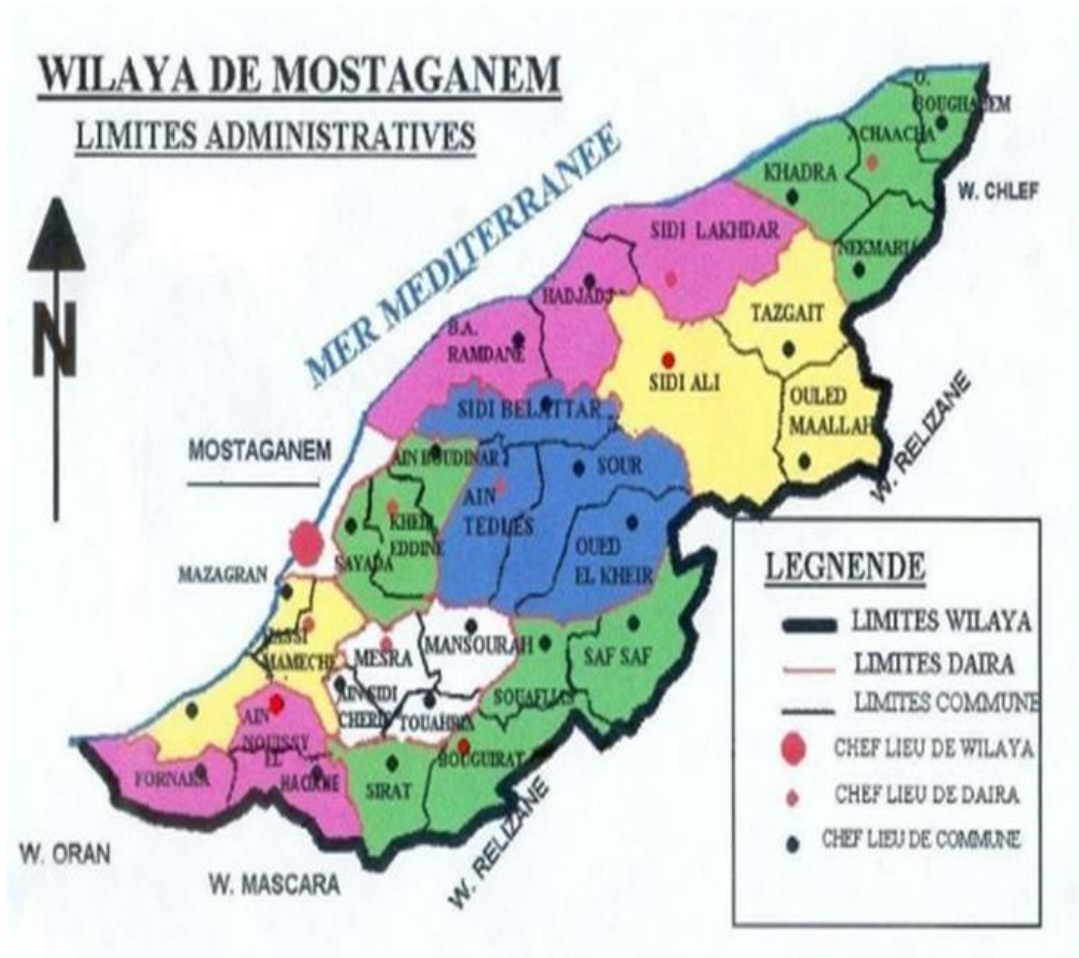 WILAYA DE MOSTAGANEM
LIMITES ADMINISTRATIVES
MER MEDITERRANEE
N
O.
BOUGHANEM
ACHAACHA
KHADRA
W. CHLEF
NEKMARIA
SIDI LAKHDAR
HADJADJ
TAZGAIT
B.A.
RAMDANE
SIDI ALI
OULED
MAALLAH
SIDI BELATTAR
W. RELIZANE
MOSTAGANEM
AIN BOUDINAR
SOUR
AIN
TEDLES
KHEIR
EDDINE
SAYADA
OUED
EL KHEIR
MAZAGRAN
HASSI
MAMECHE
MESRA
MANSOURAH
SAF SAF
AIN SIDI
CHERIF
TOUAHRIA
SOUAFLIAS
AIN
NOUISSY
EL
HACIANE
FORNAKA
SIRAT
BOUGUIRAT
W. RELIZANE
W. ORAN
W. MASCARA
LEGNENDE
LIMITES WILAYA
LIMITES DAIRA
LIMITES COMMUNE
CHEF LIEU DE WILAYA
CHEF LIEU DE DAIRA
CHEF LIEU DE COMMUNE